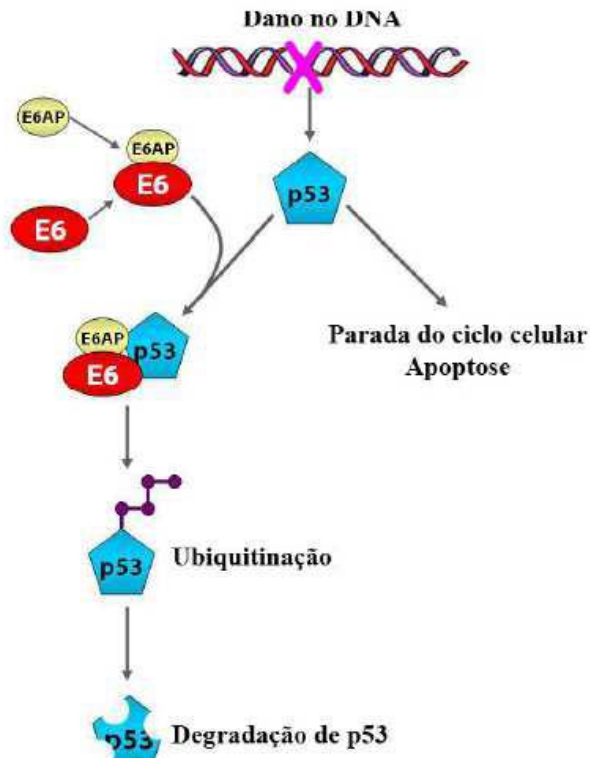 Dano no DNA
E6AP
E6AP
E6
E6
p53
E6AP
E6
p53
Parada do ciclo celular
Apoptose
p53
Ubiquitinação
p53
Degradação de p53